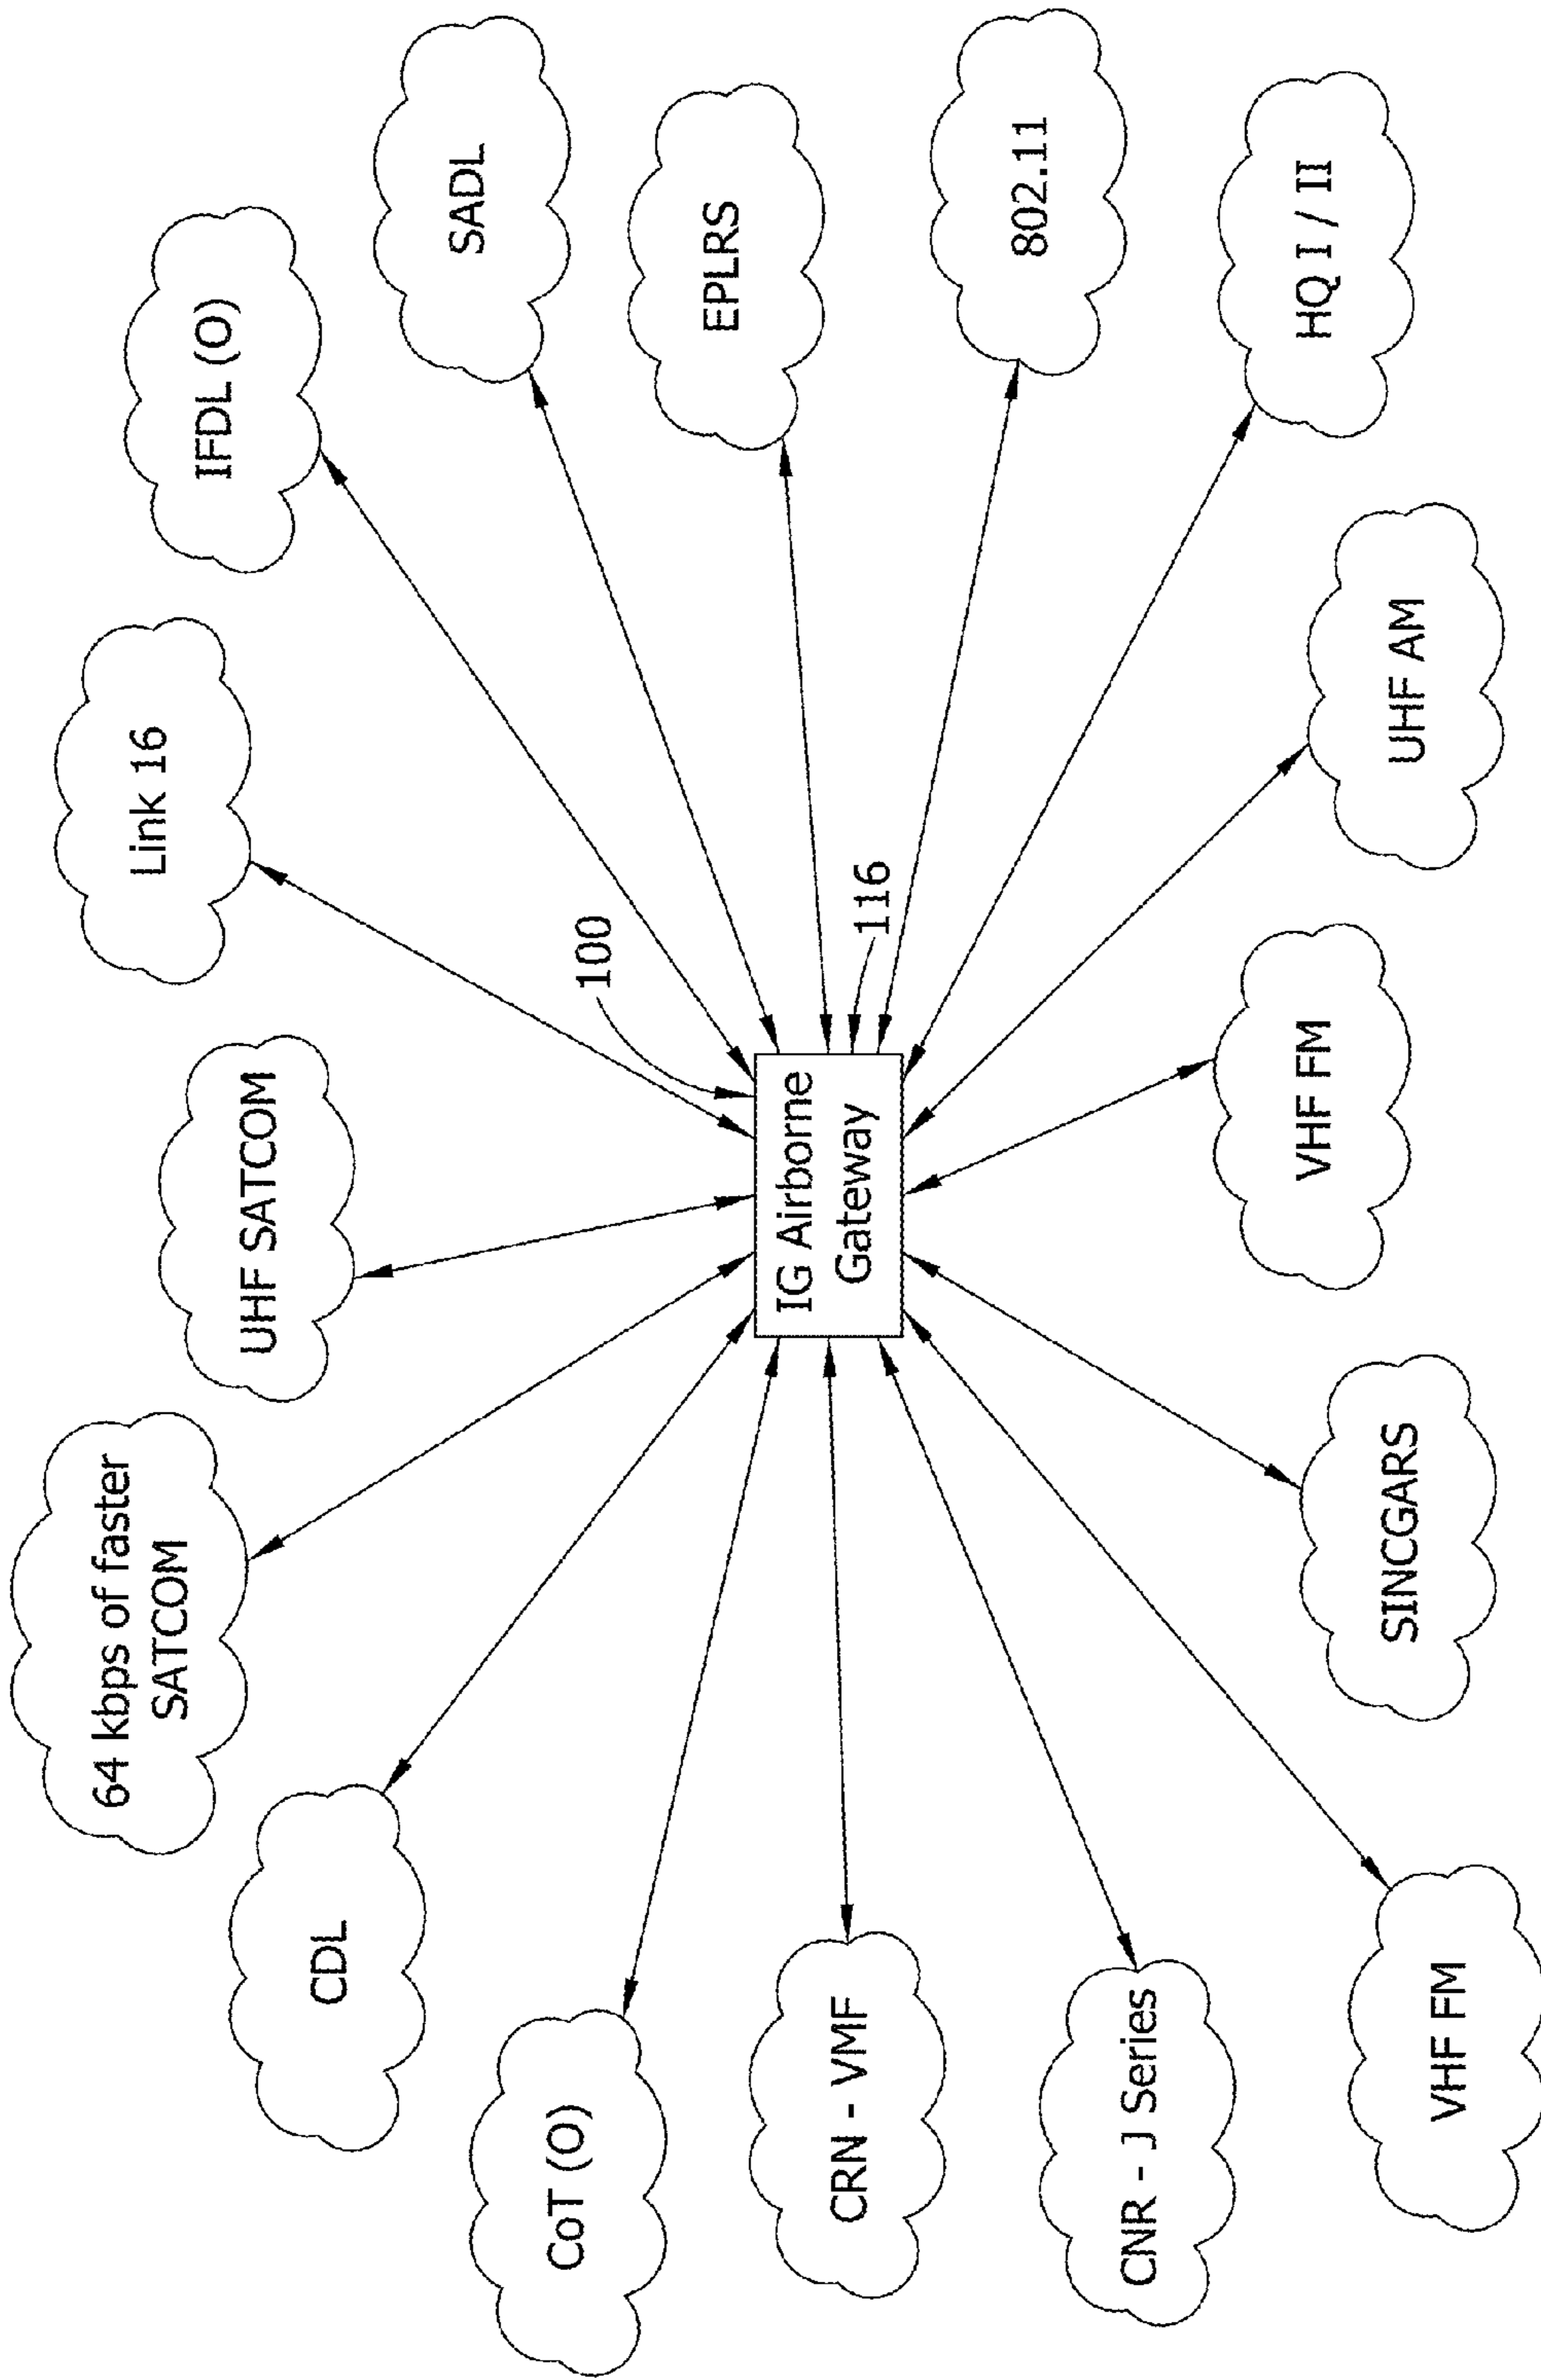 64 kbps of faster
SATCOM
UHF SATCOM
Link 16
IFDL (O)
CDL
SADL
CoT (O)
EPLRS
100
IG Airborne
Gateway
116
CRN - VMF
802.11
CNR - J Series
HQ I / II
VHF FM
SINCGARS
VHF FM
UHF AM